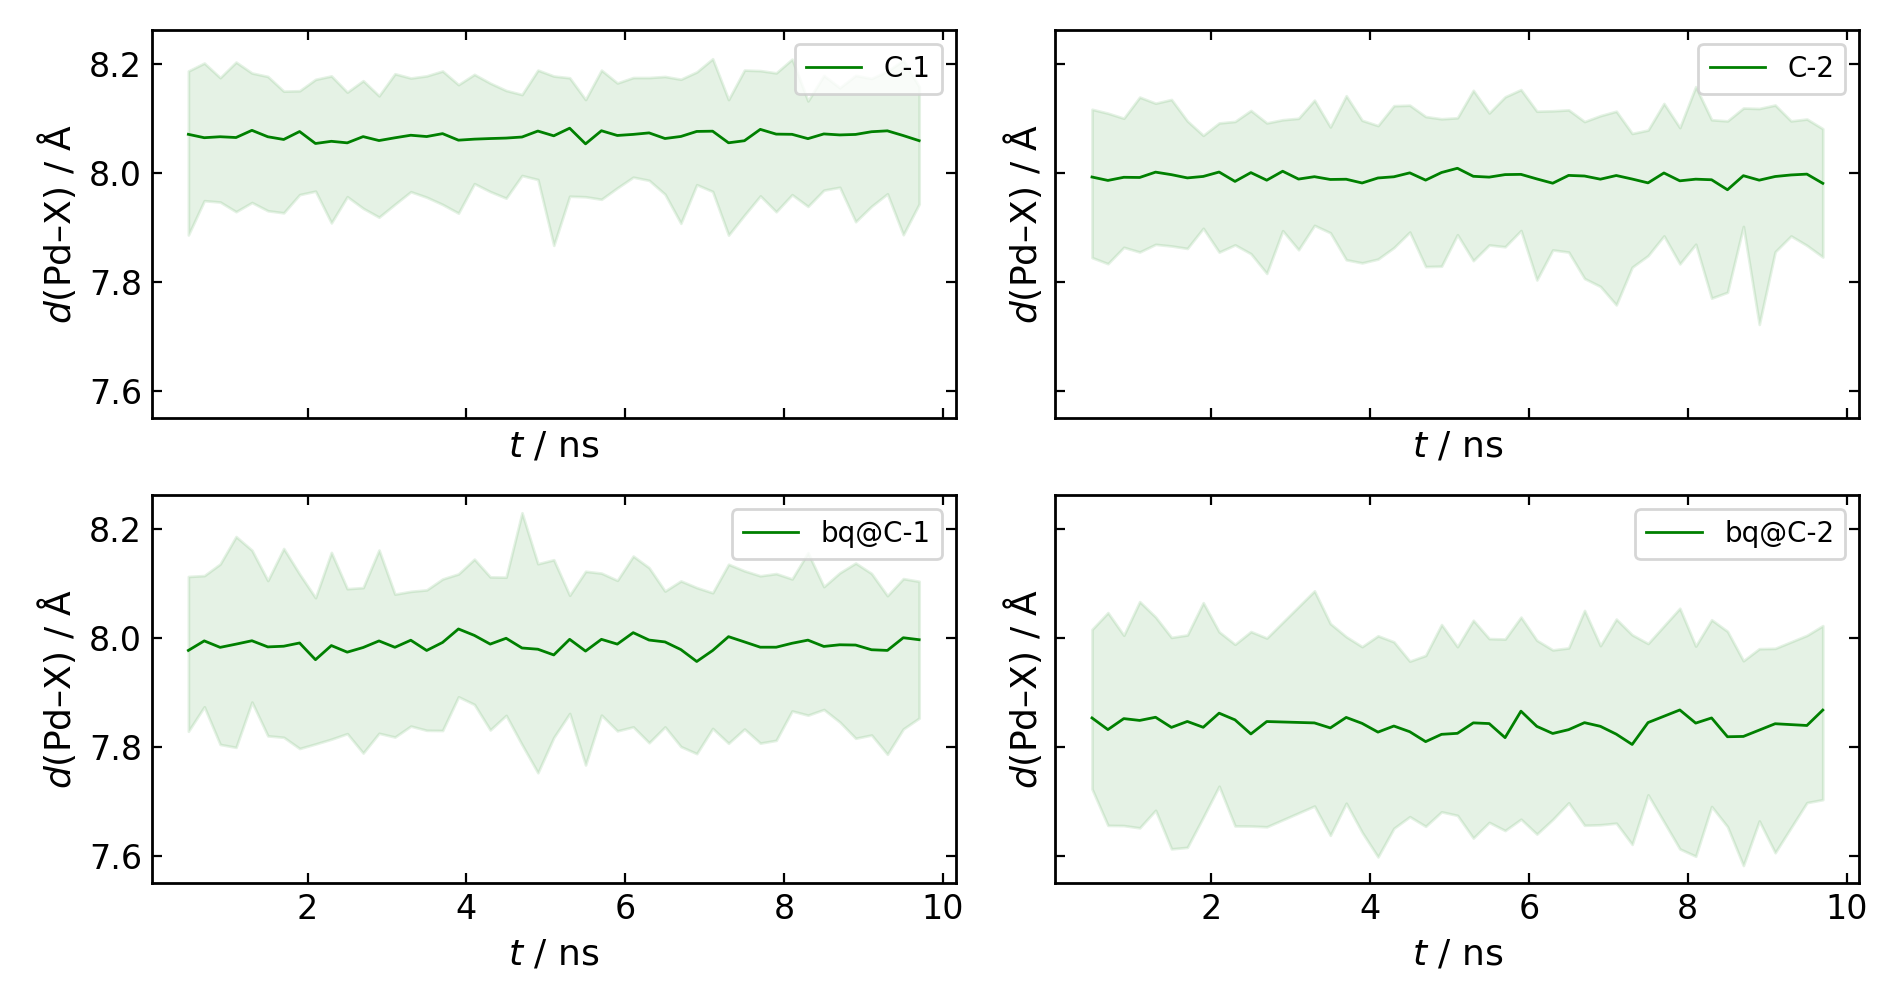 C-1
8.2
8.0
7.8
7.6
d(Pd–X) / Å
t / ns
C-2
d(Pd–X) / Å
t / ns
bq@C-1
8.2
8.0
7.8
7.6
d(Pd–X) / Å
2 4 6 8 10
t / ns
bq@C-2
d(Pd–X) / Å
2 4 6 8 10
t / ns